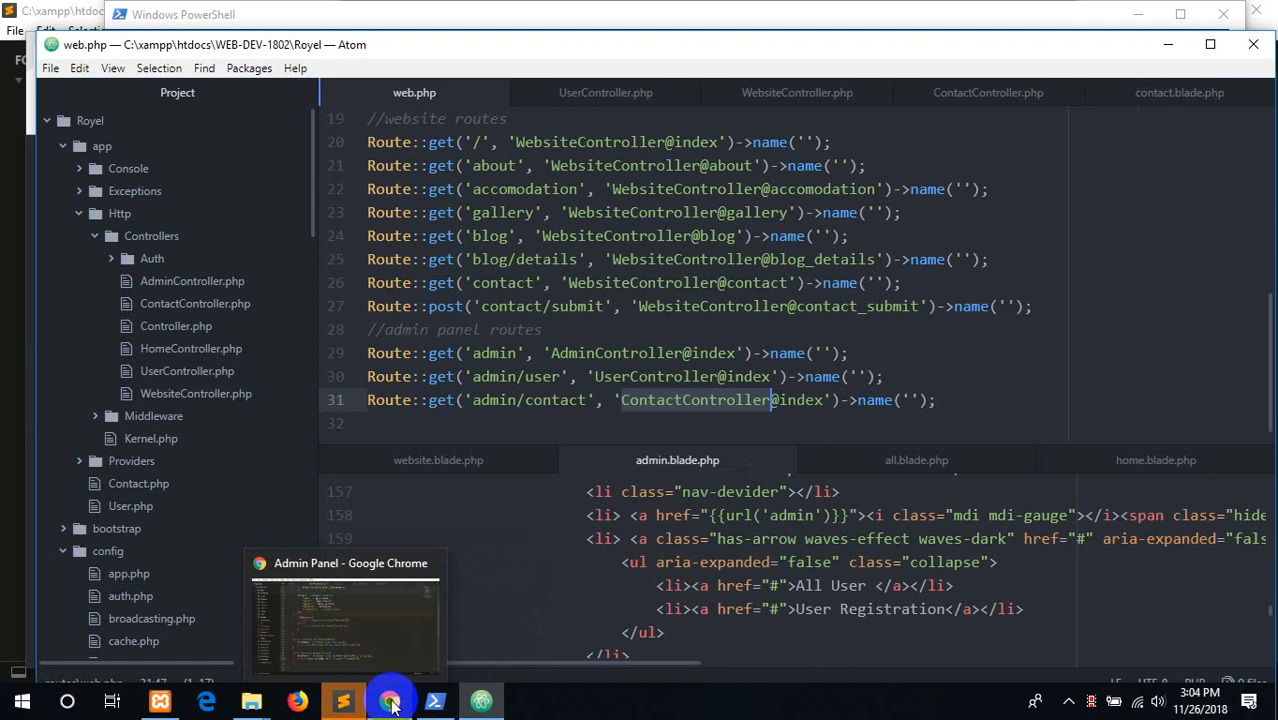 C:\xampp\htdocs
Windows PowerShell
File
web.php — C:\xampp\htdocs\WEB-DEV-1802\Royel — Atom
File Edit View Selection Find Packages Help
Project
web.php UserController.php WebsiteController.php ContactController.php contact.blade.php
Royel
app
Console
Exceptions
Http
Controllers
Auth
AdminController.php
ContactController.php
Controller.php
HomeController.php
UserController.php
WebsiteController.php
Middleware
Kernel.php
Providers
Contact.php
User.php
bootstrap
config
app.php
auth.php
broadcasting.php
cache.php
19 //website routes
20 Route::get('/', 'WebsiteController@index')->name('');
21 Route::get('about', 'WebsiteController@about')->name('');
22 Route::get('accomodation', 'WebsiteController@accomodation')->name('');
23 Route::get('gallery', 'WebsiteController@gallery')->name('');
24 Route::get('blog', 'WebsiteController@blog')->name('');
25 Route::get('blog/details', 'WebsiteController@blog_details')->name('');
26 Route::get('contact', 'WebsiteController@contact')->name('');
27 Route::post('contact/submit', 'WebsiteController@contact_submit')->name('');
28 //admin panel routes
29 Route::get('admin', 'AdminController@index')->name('');
30 Route::get('admin/user', 'UserController@index')->name('');
31 Route::get('admin/contact', 'ContactController@index')->name('');
32
website.blade.php admin.blade.php all.blade.php home.blade.php
157 <li class="nav-devider"></li>
158 <li> <a href="{{url('admin')}}"><i class="mdi mdi-gauge"></i><span class="hide
159 <li> <a class="has-arrow waves-effect waves-dark" href="#" aria-expanded="fals
<ul aria-expanded="false" class="collapse">
<li><a href="#">All User </a></li>
<li><a href="#">User Registration</a></li>
</ul>
</li>
Admin Panel - Google Chrome
3:04 PM
11/26/2018